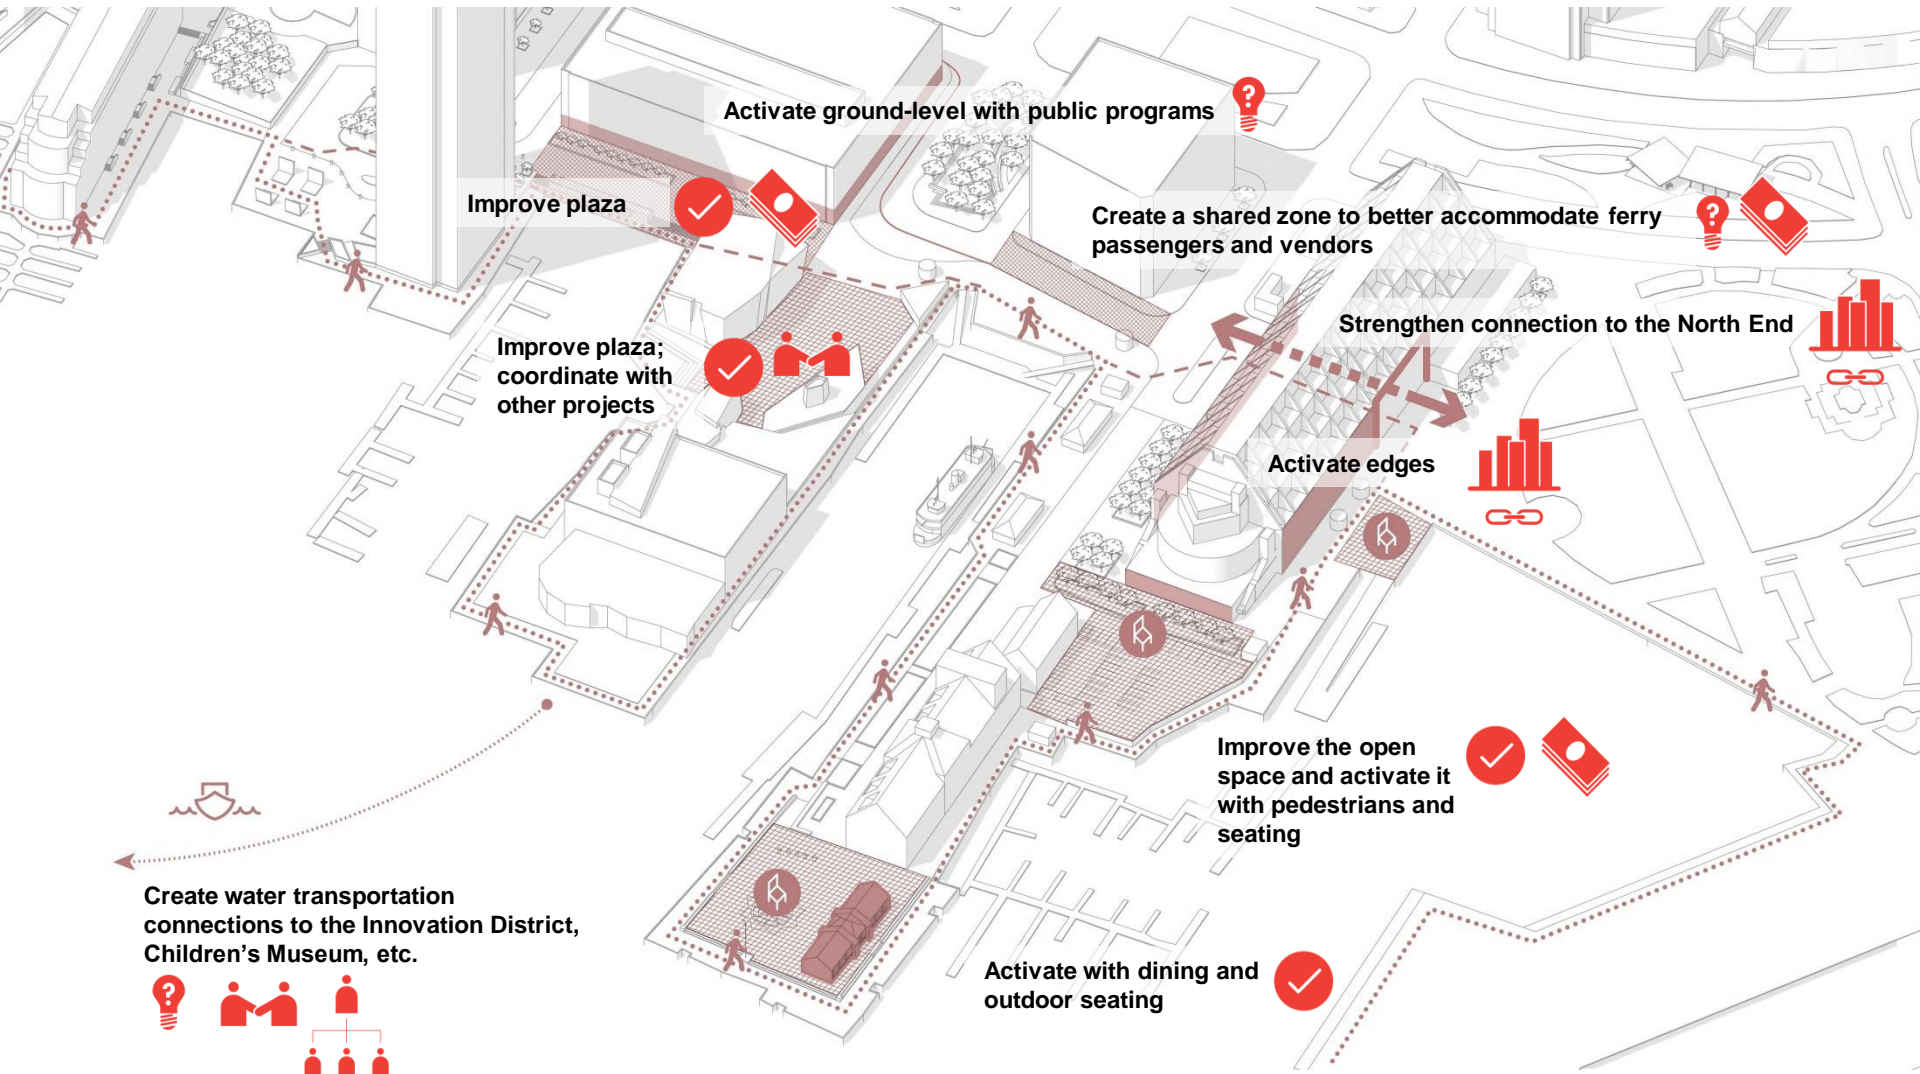 Activate ground-level with public programs
Improve plaza
Create a shared zone to better accommodate ferry
passengers and vendors
Strengthen connection to the North End
Improve plaza;
coordinate with
other projects
Activate edges
Improve the open
space and activate it
with pedestrians and
seating
Create water transportation
connections to the Innovation District,
Children's Museum, etc.
Activate with dining and
outdoor seating